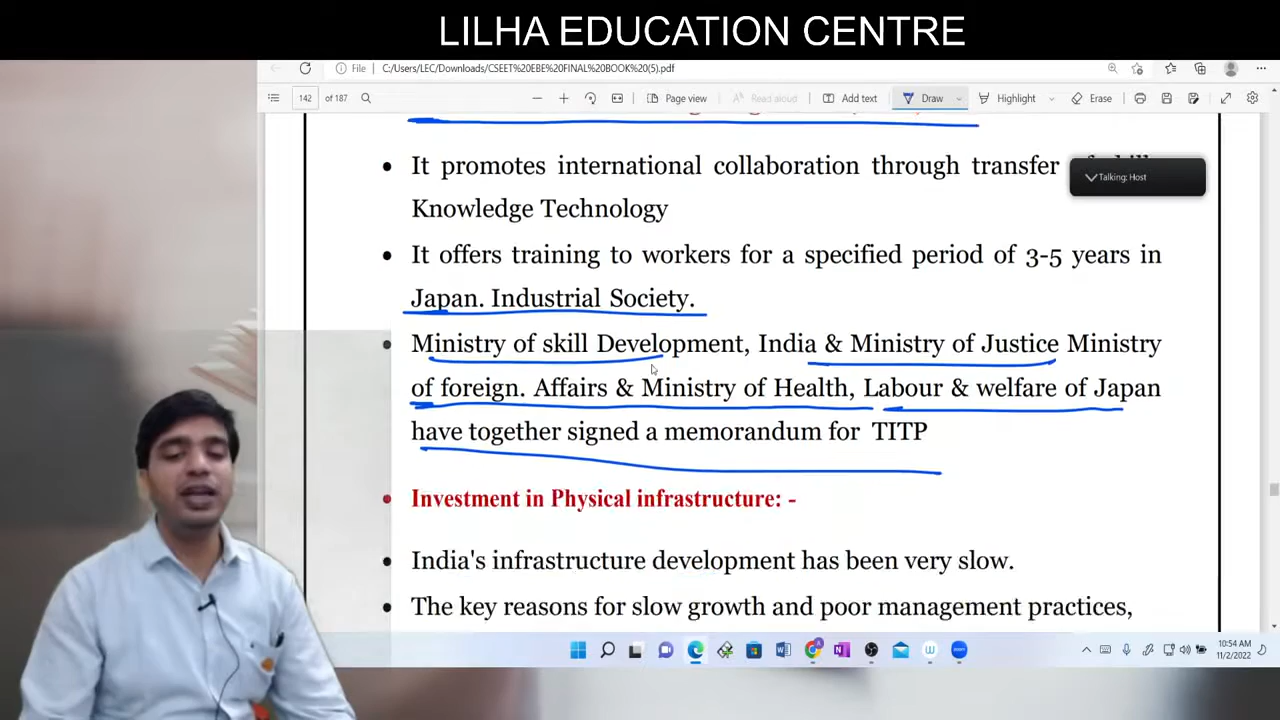 LILHA EDUCATION CENTRE
File C:/Users/LEC/Downloads/CSEET%20EBE%20FINAL%20BOOK%20(5).pdf
142 of 187 Page view Read aloud Add text Draw Highlight Erase
It promotes international collaboration through transfer
Talking: Host
Knowledge Technology
It offers training to workers for a specified period of 3-5 years in
Japan. Industrial Society.
Ministry of skill Development, India & Ministry of Justice Ministry
of foreign. Affairs & Ministry of Health, Labour & welfare of Japan
have together signed a memorandum for TITP
Investment in Physical infrastructure: -
India's infrastructure development has been very slow.
The key reasons for slow growth and poor management practices,
10:54 AM
11/2/2022